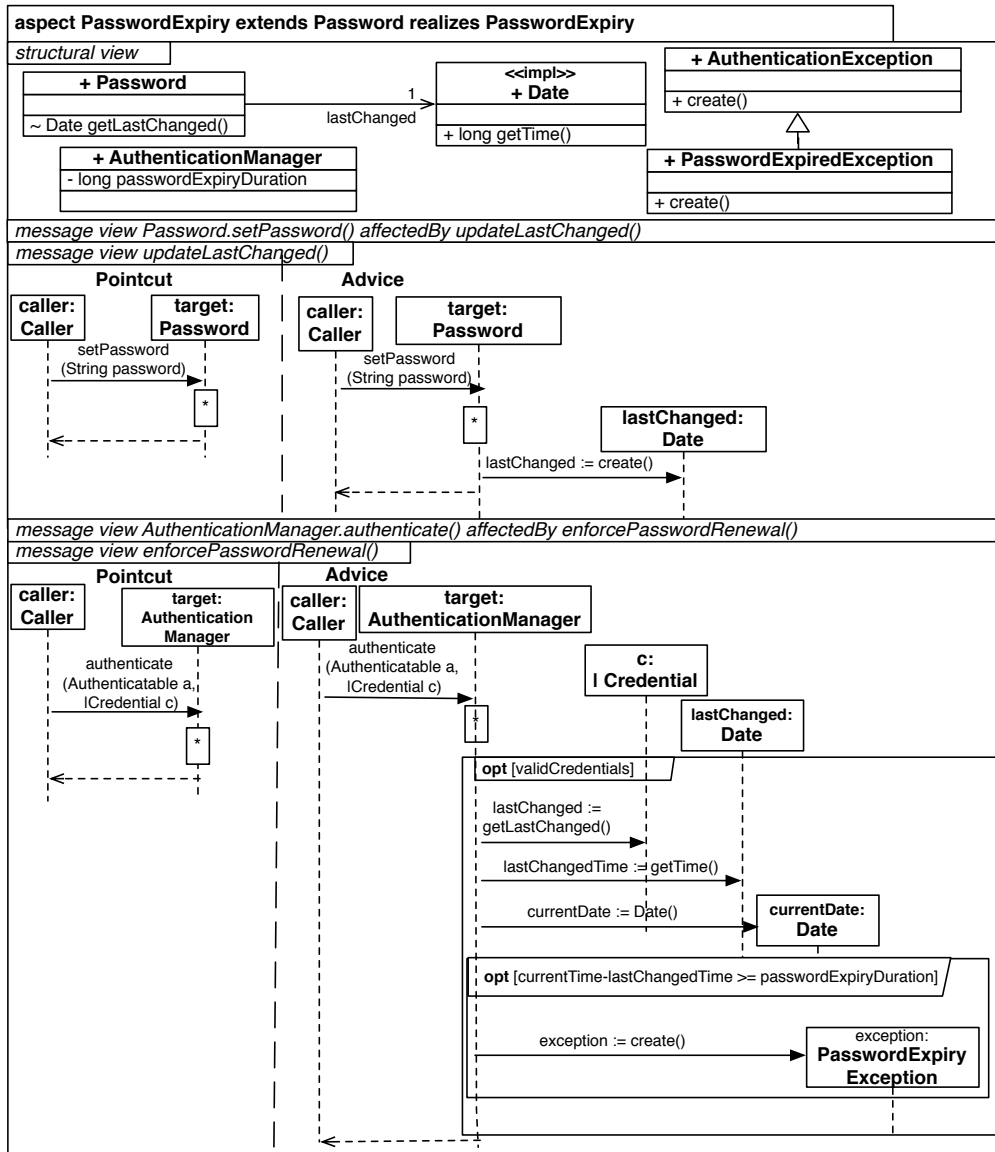 aspect PasswordExpiry extends Password realizes PasswordExpiry
structural view
+ Password
~ Date getLastChanged()
1
lastChanged
<<impl>>
+ Date
+ long getTime()
+ AuthenticationException
+ create()
+ AuthenticationManager
- long passwordExpiryDuration
+ PasswordExpiredException
+ create()
message view Password.setPassword() affectedBy updateLastChanged()
message view updateLastChanged()
Pointcut
caller:
Caller
target:
Password
setPassword
(String password)
*
Advice
caller:
Caller
target:
Password
setPassword
(String password)
*
lastChanged:
Date
lastChanged := create()
message view AuthenticationManager.authenticate() affectedBy enforcePasswordRenewal()
message view enforcePasswordRenewal()
Pointcut
caller:
Caller
target:
Authentication
Manager
authenticate
(Authenticatable a,
|Credential c)
*
Advice
caller:
Caller
target:
AuthenticationManager
authenticate
(Authenticatable a,
|Credential c)
*
c:
| Credential
lastChanged:
Date
opt [validCredentials]
lastChanged :=
getLastChanged()
lastChangedTime := getTime()
currentDate := Date()
currentDate:
Date
opt [currentTime-lastChangedTime >= passwordExpiryDuration]
exception := create()
exception:
PasswordExpiry
Exception